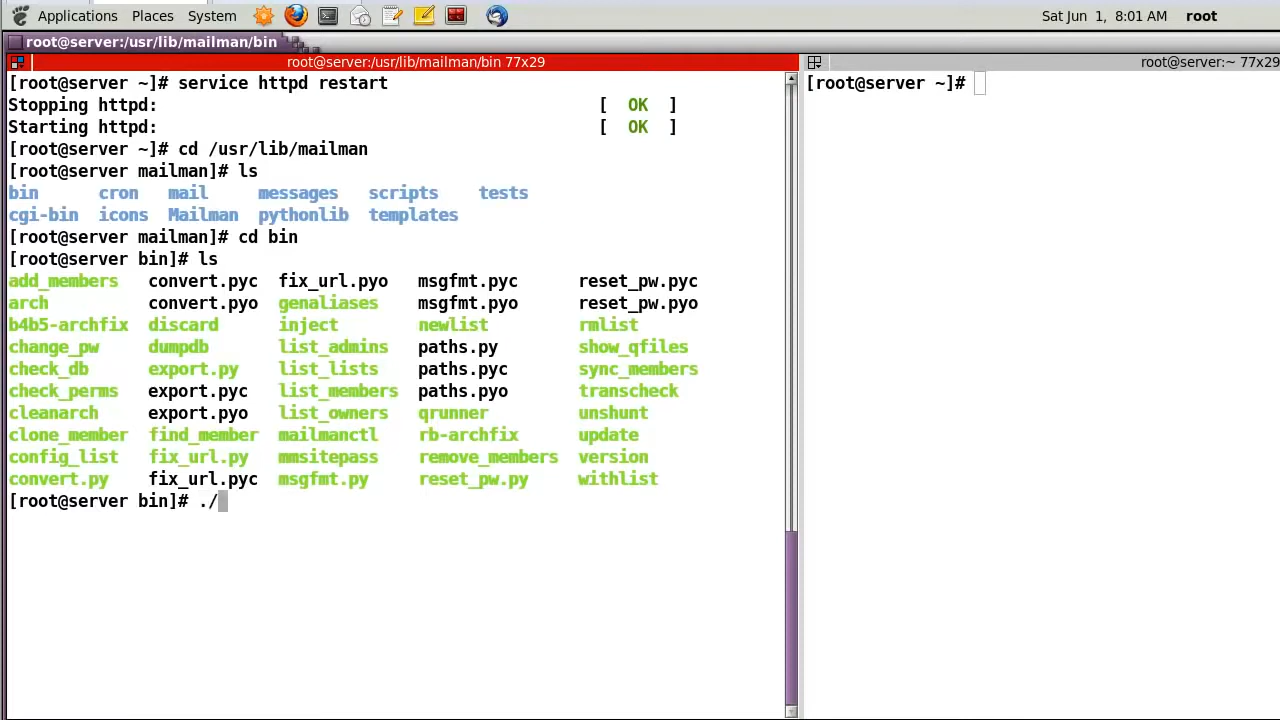 Applications Places System Sat Jun 1, 8:01 AM root
root@server:/usr/lib/mailman/bin
root@server:/usr/lib/mailman/bin 77x29
[root@server ~]# service httpd restart
Stopping httpd: [ OK ]
Starting httpd: [ OK ]
[root@server ~]# cd /usr/lib/mailman
[root@server mailman]# ls
bin cron mail messages scripts tests
cgi-bin icons Mailman pythonlib templates
[root@server mailman]# cd bin
[root@server bin]# ls
add_members convert.pyc fix_url.pyo msgfmt.pyc reset_pw.pyc
arch convert.pyo genaliases msgfmt.pyo reset_pw.pyo
b4b5-archfix discard inject newlist rmlist
change_pw dumpdb list_admins paths.py show_qfiles
check_db export.py list_lists paths.pyc sync_members
check_perms export.pyc list_members paths.pyo transcheck
cleanarch export.pyo list_owners qrunner unshunt
clone_member find_member mailmanctl rb-archfix update
config_list fix_url.py mmsitepass remove_members version
convert.py fix_url.pyc msgfmt.py reset_pw.py withlist
[root@server bin]# ./
root@server:~ 77x29
[root@server ~]#